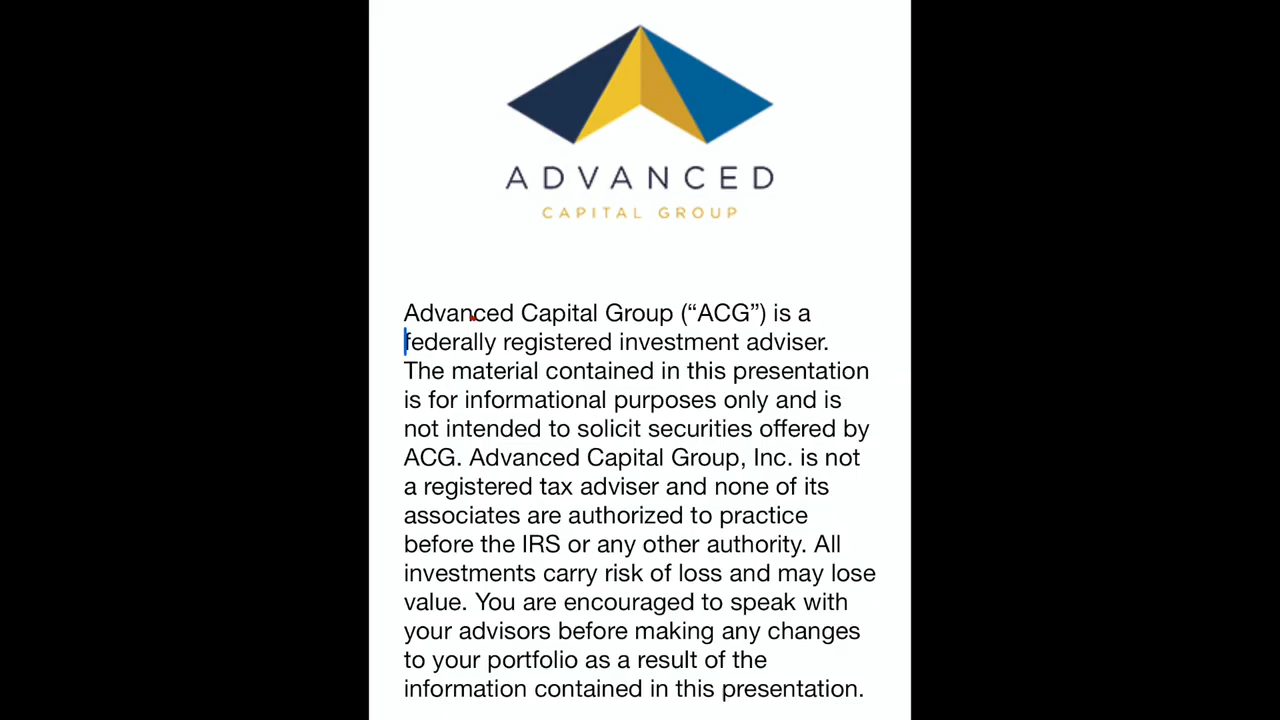 ADVANCED
CAPITAL GROUP
Advanced Capital Group (“ACG”) is a
federally registered investment adviser.
The material contained in this presentation
is for informational purposes only and is
not intended to solicit securities offered by
ACG. Advanced Capital Group, Inc. is not
a registered tax adviser and none of its
associates are authorized to practice
before the IRS or any other authority. All
investments carry risk of loss and may lose
value. You are encouraged to speak with
your advisors before making any changes
to your portfolio as a result of the
information contained in this presentation.